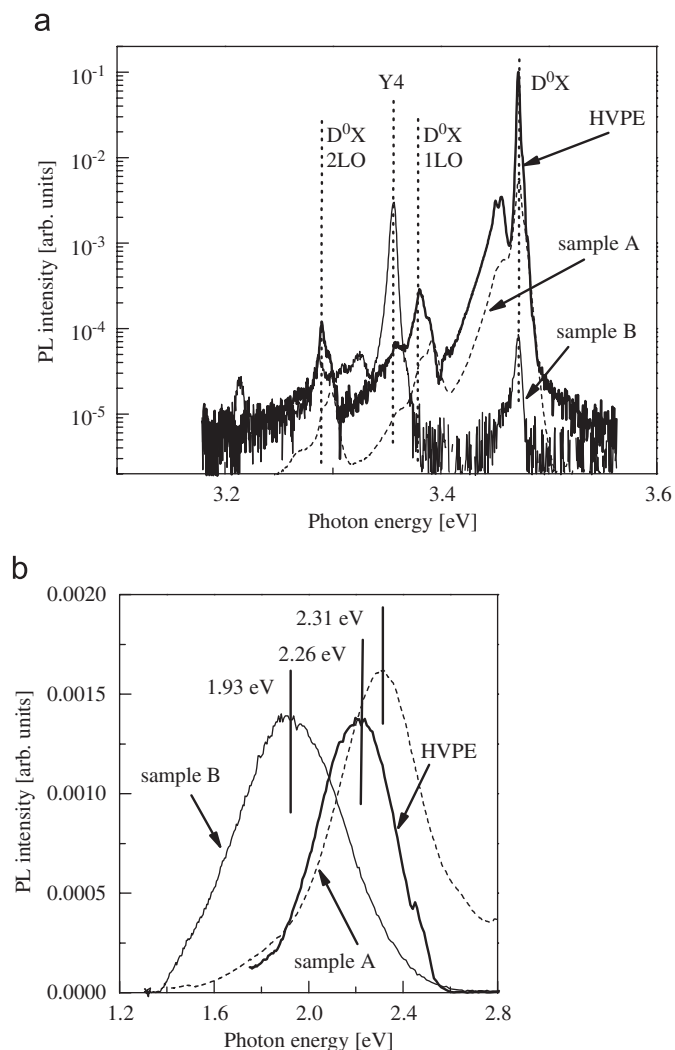 a
10⁻¹
10⁻²
10⁻³
10⁻⁴
10⁻⁵
PL intensity [arb. units]
D⁰X
2LO
Y4
D⁰X
1LO
D⁰X
HVPE
sample A
sample B
3.2
3.4
3.6
Photon energy [eV]
b
0.0020
0.0015
0.0010
0.0005
0.0000
PL intensity [arb. units]
2.31 eV
2.26 eV
1.93 eV
sample B
HVPE
sample A
1.2
1.6
2.0
2.4
2.8
Photon energy [eV]